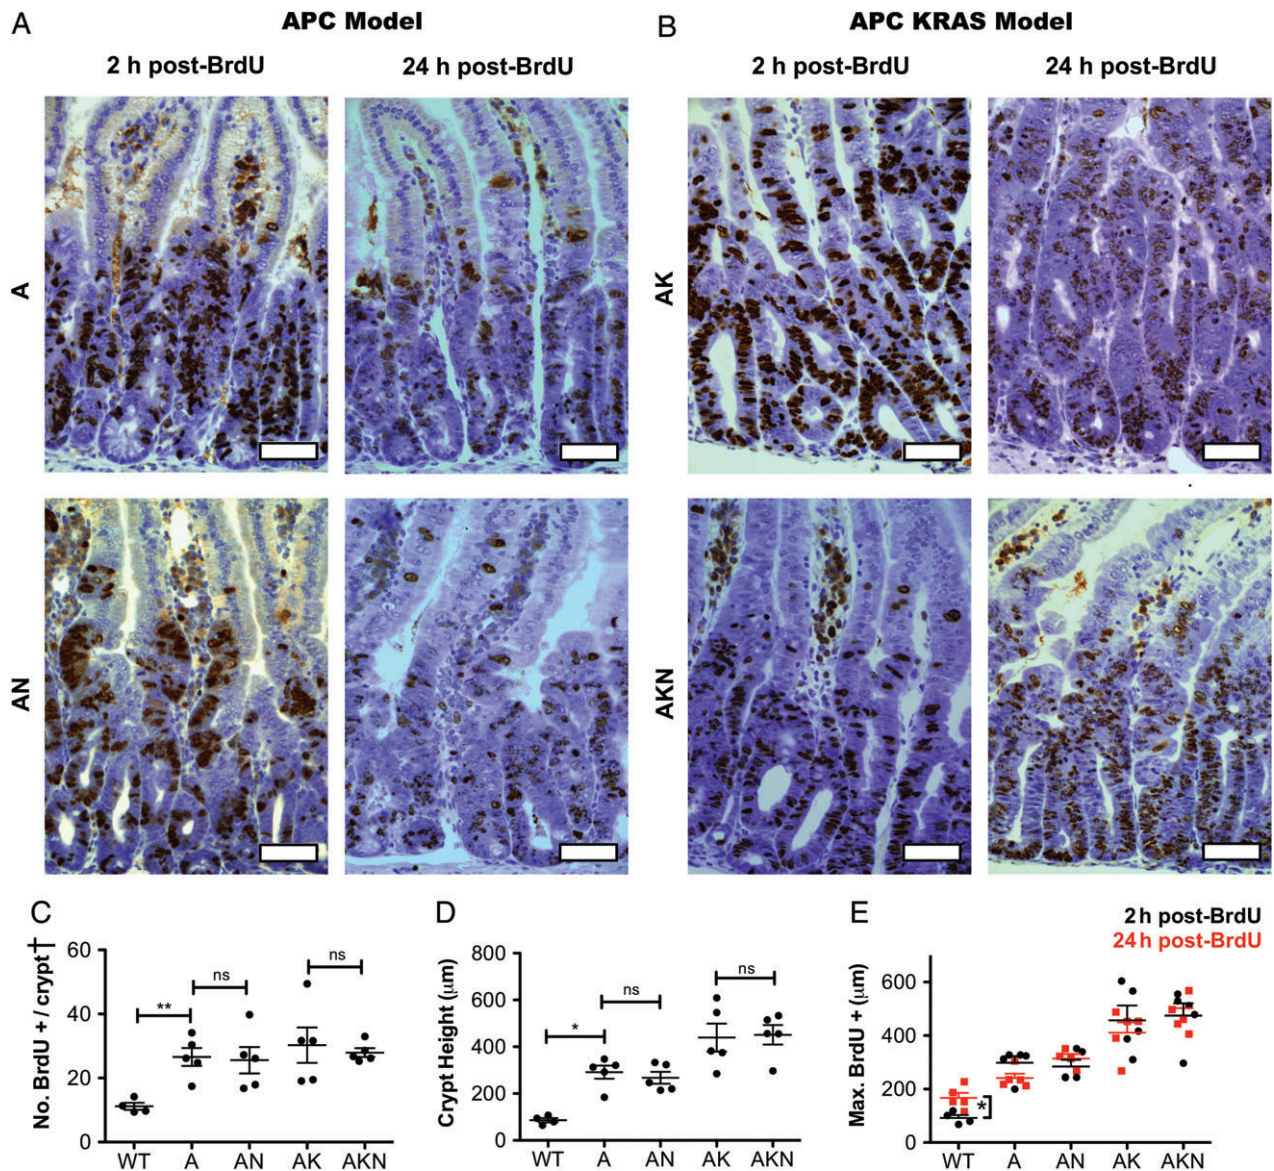 A
APC Model
B
APC KRAS Model
2 h post-BrdU
24 h post-BrdU
2 h post-BrdU
24 h post-BrdU
A
AK
AN
AKN
C
No. BrdU + / crypt†
60
40
20
0
**
ns
ns
WT
A
AN
AK
AKN
D
Crypt Height (µm)
800
600
400
200
0
*
ns
ns
WT
A
AN
AK
AKN
E
2 h post-BrdU
24 h post-BrdU
Max. BrdU + (µm)
600
400
200
0
*
WT
A
AN
AK
AKN